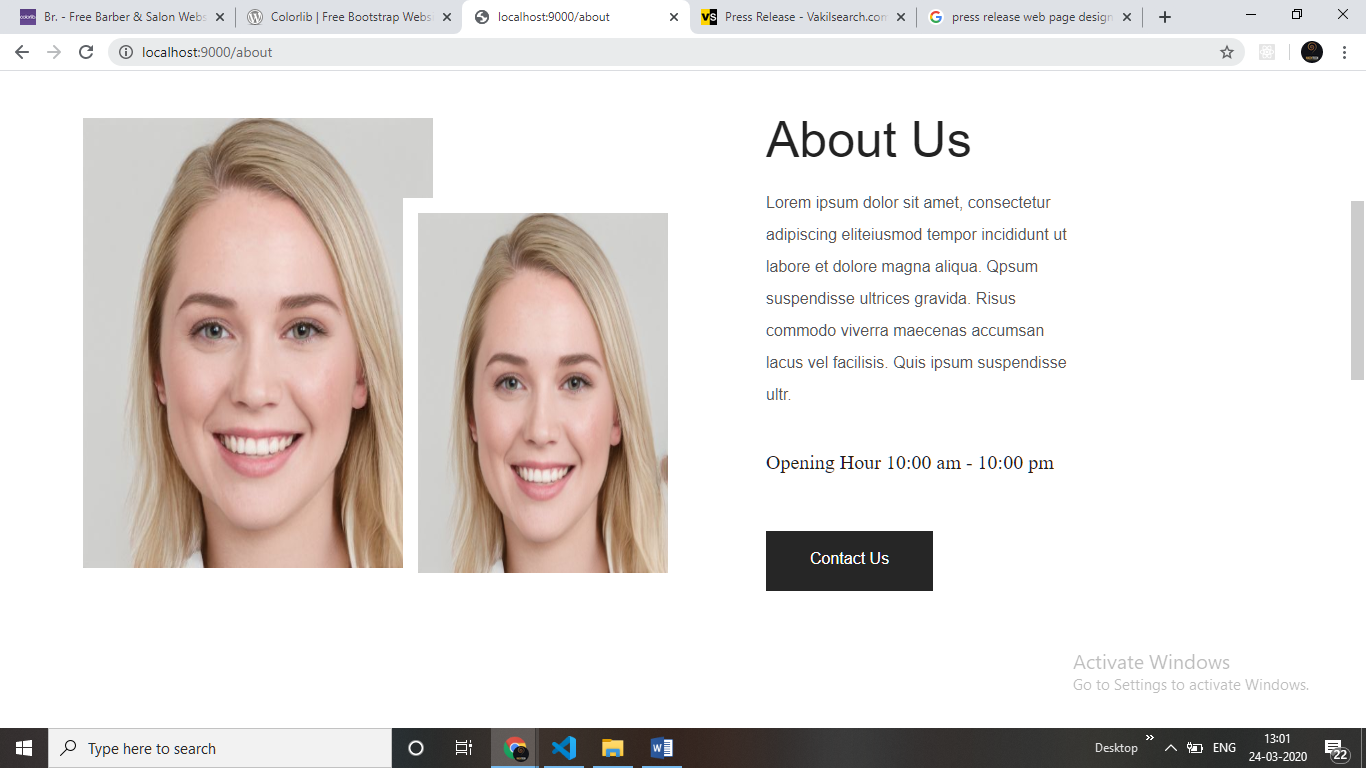 Br. - Free Barber & Salon Webs
Colorlib | Free Bootstrap Webs
localhost:9000/about
Press Release - Vakilsearch.com
press release web page design
localhost:9000/about
About Us
Lorem ipsum dolor sit amet, consectetur
adipiscing eliteiusmod tempor incididunt ut
labore et dolore magna aliqua. Qpsum
suspendisse ultrices gravida. Risus
commodo viverra maecenas accumsan
lacus vel facilisis. Quis ipsum suspendisse
ultr.
Opening Hour 10:00 am - 10:00 pm
Contact Us
Activate Windows
Go to Settings to activate Windows.
Type here to search
Desktop
ENG
13:01
24-03-2020
22